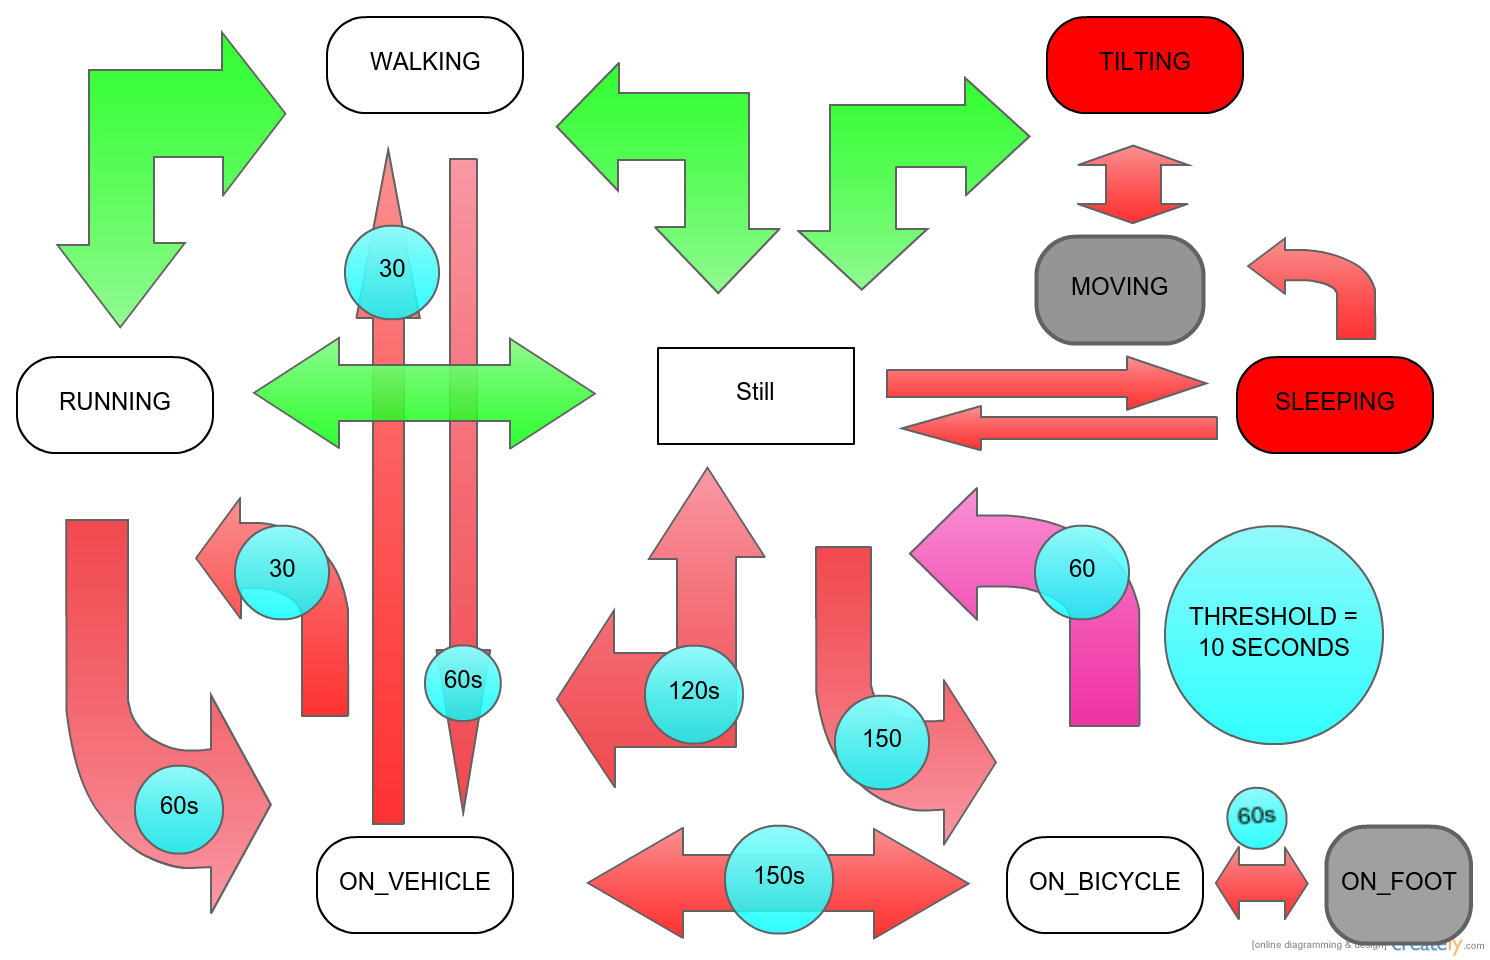 WALKING
TILTING
30
MOVING
RUNNING
Still
SLEEPING
30
60
THRESHOLD =
10 SECONDS
60s
120s
150
60s
150s
60s
ON_VEHICLE
ON_BICYCLE
ON_FOOT
[online diagramming & design] creately.com